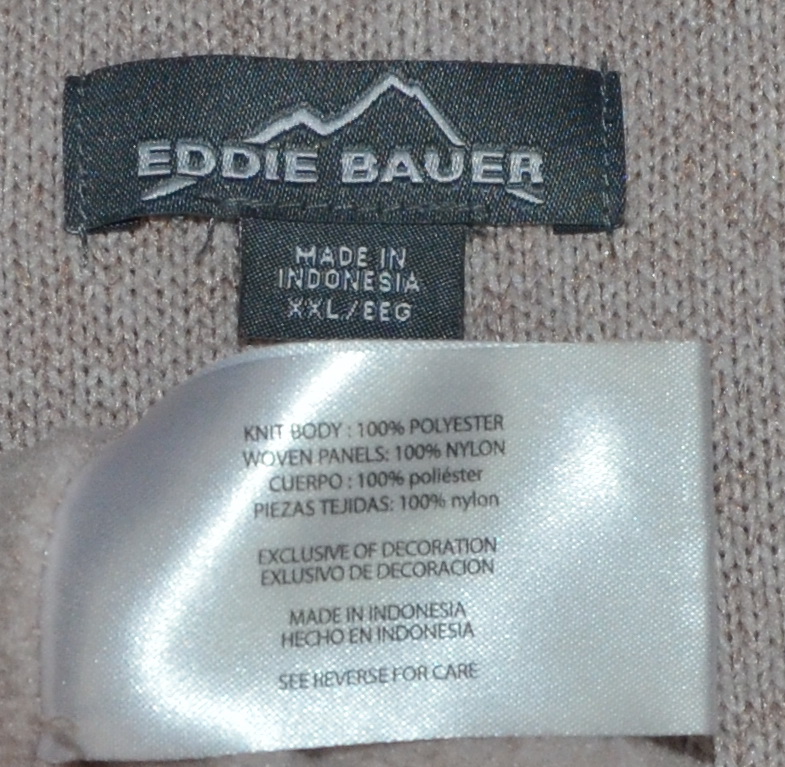 EDDIE BAUER
MADE IN
INDONESIA
XXL/EEG
KNIT BODY : 100% POLYESTER
WOVEN PANELS: 100% NYLON
CUERPO : 100% poliéster
PIEZAS TEJIDAS: 100% nylon
EXCLUSIVE OF DECORATION
EXLUSIVO DE DECORACION
MADE IN INDONESIA
HECHO EN INDONESIA
SEE REVERSE FOR CARE